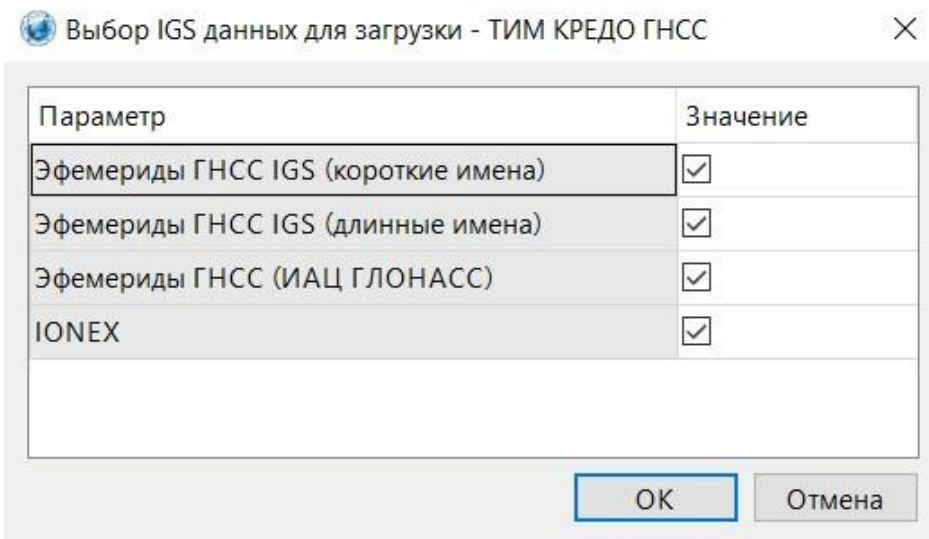 Выбор IGS данных для загрузки - ТИМ КРЕДО ГНСС
Параметр Значение
Эфемериды ГНСС IGS (короткие имена)
Эфемериды ГНСС IGS (длинные имена)
Эфемериды ГНСС (ИАЦ ГЛОНАСС)
IONEX
OK Отмена